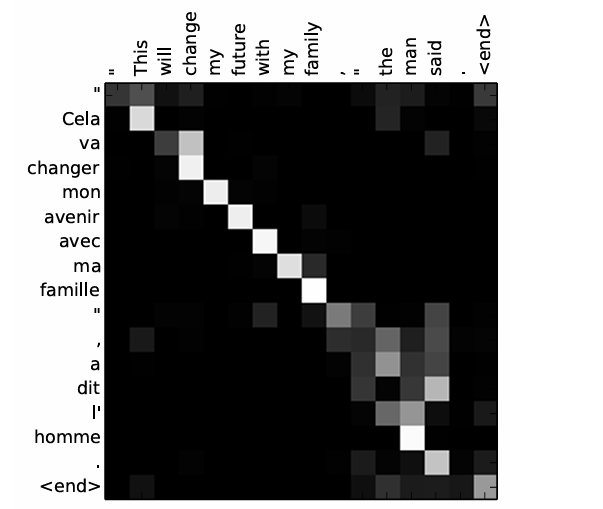 " This will change my future with my family , " the man said . <end>
"
Cela
va
changer
mon
avenir
avec
ma
famille
"
,
a
dit
l'
homme
.
<end>